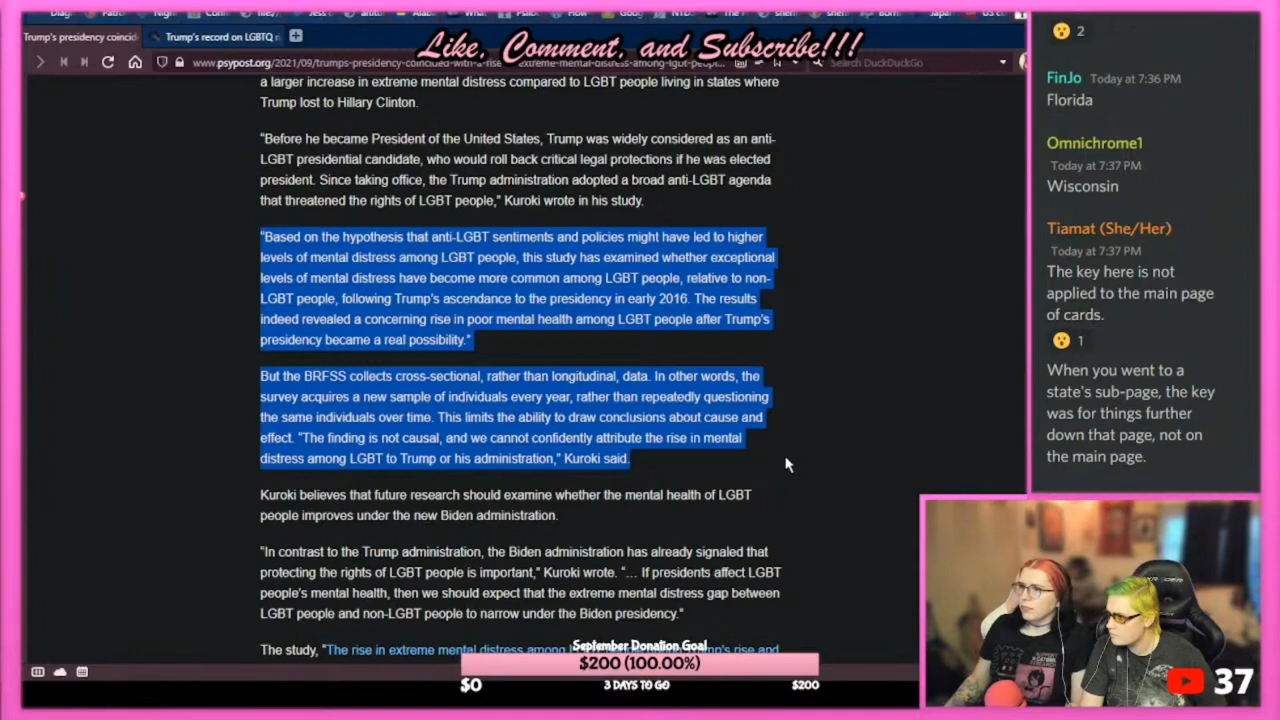 Trump's presidency coincid
Trump's record on LGBTQ ri
Like, Comment, and Subscribe!!!
www.psypost.org/2021/09/trumps-presidency-coincided-with-a-rise
extreme-mental-distress-among-lgbt-peop...
Search DuckDuckGo
a larger increase in extreme mental distress compared to LGBT people living in states where
Trump lost to Hillary Clinton.
"Before he became President of the United States, Trump was widely considered as an anti-
LGBT presidential candidate, who would roll back critical legal protections if he was elected
president. Since taking office, the Trump administration adopted a broad anti-LGBT agenda
that threatened the rights of LGBT people," Kuroki wrote in his study.
"Based on the hypothesis that anti-LGBT sentiments and policies might have led to higher
levels of mental distress among LGBT people, this study has examined whether exceptional
levels of mental distress have become more common among LGBT people, relative to non-
LGBT people, following Trump's ascendance to the presidency in early 2016. The results
indeed revealed a concerning rise in poor mental health among LGBT people after Trump's
presidency became a real possibility."
But the BRFSS collects cross-sectional, rather than longitudinal, data. In other words, the
survey acquires a new sample of individuals every year, rather than repeatedly questioning
the same individuals over time. This limits the ability to draw conclusions about cause and
effect. "The finding is not causal, and we cannot confidently attribute the rise in mental
distress among LGBT to Trump or his administration," Kuroki said.
Kuroki believes that future research should examine whether the mental health of LGBT
people improves under the new Biden administration.
"In contrast to the Trump administration, the Biden administration has already signaled that
protecting the rights of LGBT people is important," Kuroki wrote. "... If presidents affect LGBT
people's mental health, then we should expect that the extreme mental distress gap between
LGBT people and non-LGBT people to narrow under the Biden presidency."
The study, "The rise in extreme mental distress among
rise and
September Donation Goal
$200 (100.00%)
$0
3 DAYS TO GO
$200
2
FinJo Today at 7:36 PM
Florida
Omnichrome1
Today at 7:37 PM
Wisconsin
Tiamat (She/Her)
Today at 7:37 PM
The key here is not
applied to the main page
of cards.
1
When you went to a
state's sub-page, the key
was for things further
down that page, not on
the main page.
37